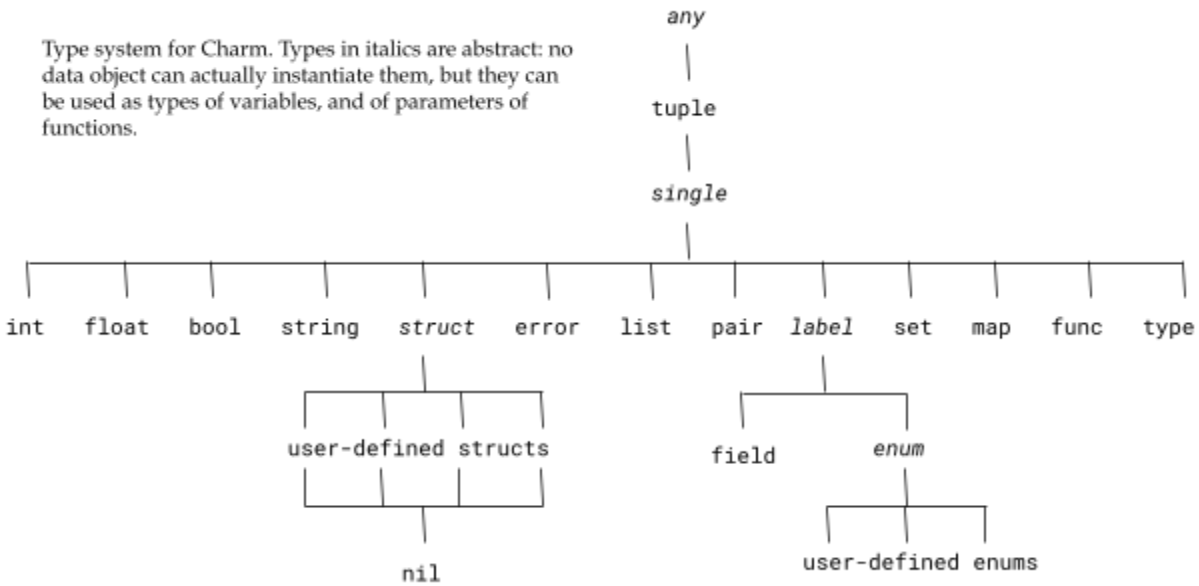 any
Type system for Charm. Types in italics are abstract: no
data object can actually instantiate them, but they can
be used as types of variables, and of parameters of
functions.
tuple
single
int float bool string struct error list pair label set map func type
user-defined structs
field enum
nil
user-defined enums